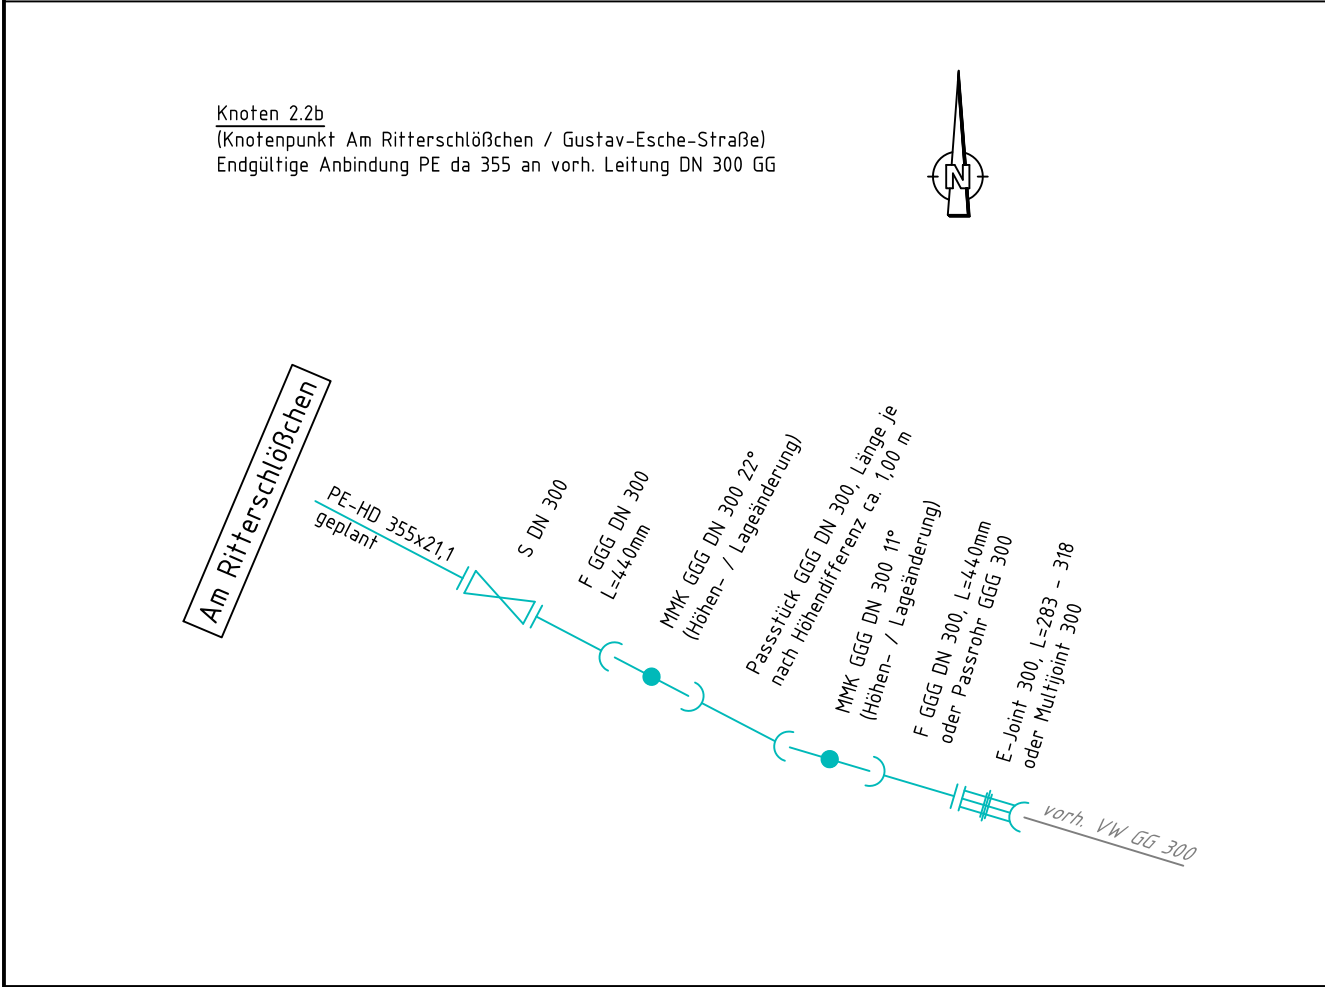 Knoten 2.2b
(Knotenpunkt Am Ritterschlößchen / Gustav-Esche-Straße)
Endgültige Anbindung PE da 355 an vorh. Leitung DN 300 GG
N
Am Ritterschlößchen
PE-HD 355x21,1
geplant
S DN 300
F GGG DN 300
L=440mm
MMK GGG DN 300 22°
(Höhen- / Lageänderung)
Passstück GGG DN 300, Länge je
nach Höhendifferenz ca. 1,00 m
MMK GGG DN 300 11°
(Höhen- / Lageänderung)
F GGG DN 300, L=440mm
oder Passrohr GGG 300
E-Joint 300, L=283 - 318
oder Multijoint 300
vorh. VW GG 300